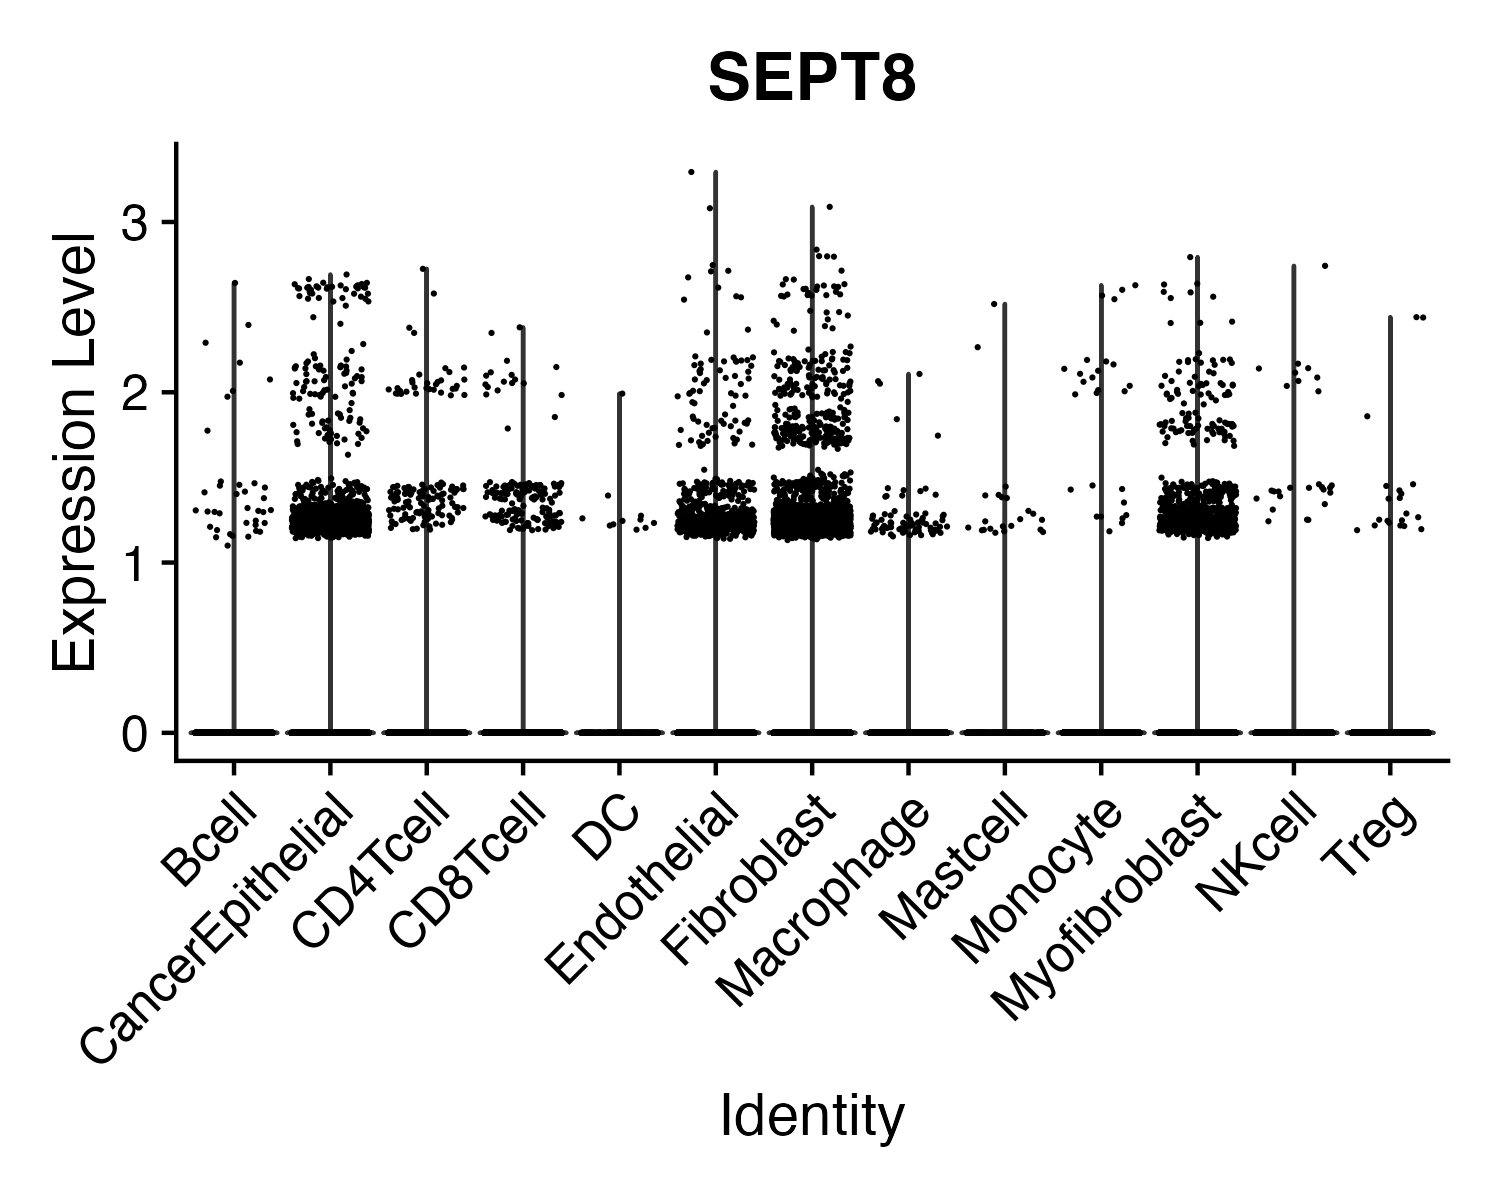 SEPT8
Expression Level
3
2
1
0
Bcell
CancerEpithelial
CD4Tcell
CD8Tcell
DC
Endothelial
Fibroblast
Macrophage
Mastcell
Monocyte
Myofibroblast
NKcell
Treg
Identity